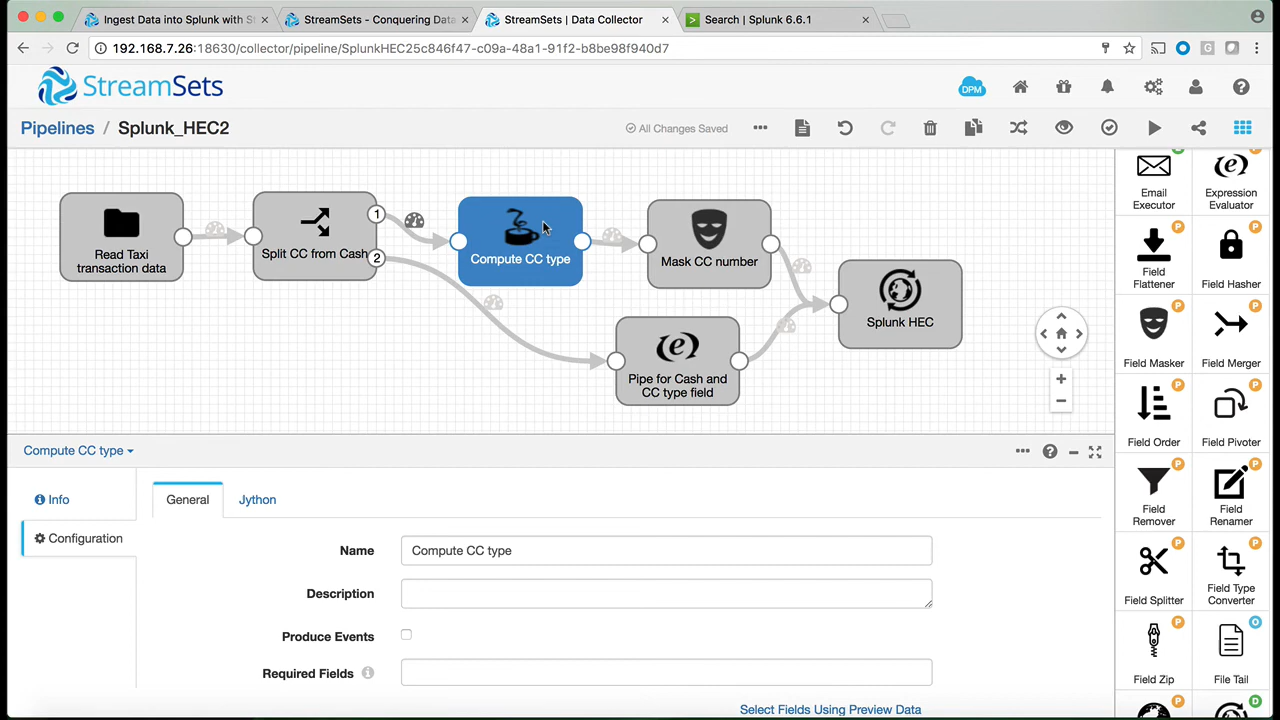 Ingest Data into Splunk with S
StreamSets - Conquering Data
StreamSets | Data Collector
Search | Splunk 6.6.1
192.168.7.26:18630/collector/pipeline/SplunkHEC25c846f47-c09a-48a1-91f2-b8be98f940d7
StreamSets
DPM
Pipelines / Splunk_HEC2
All Changes Saved
Read Taxi
transaction data
Split CC from Cash
1
2
Compute CC type
Mask CC number
Pipe for Cash and
CC type field
Splunk HEC
Email
Executor
Expression
Evaluator
Field
Flattener
Field Hasher
Field Masker
Field Merger
Field Order
Field Pivoter
Field
Remover
Field
Renamer
Field Splitter
Field Type
Converter
Field Zip
File Tail
Compute CC type
Info
Configuration
General
Jython
Name
Compute CC type
Description
Produce Events
Required Fields
Select Fields Using Preview Data